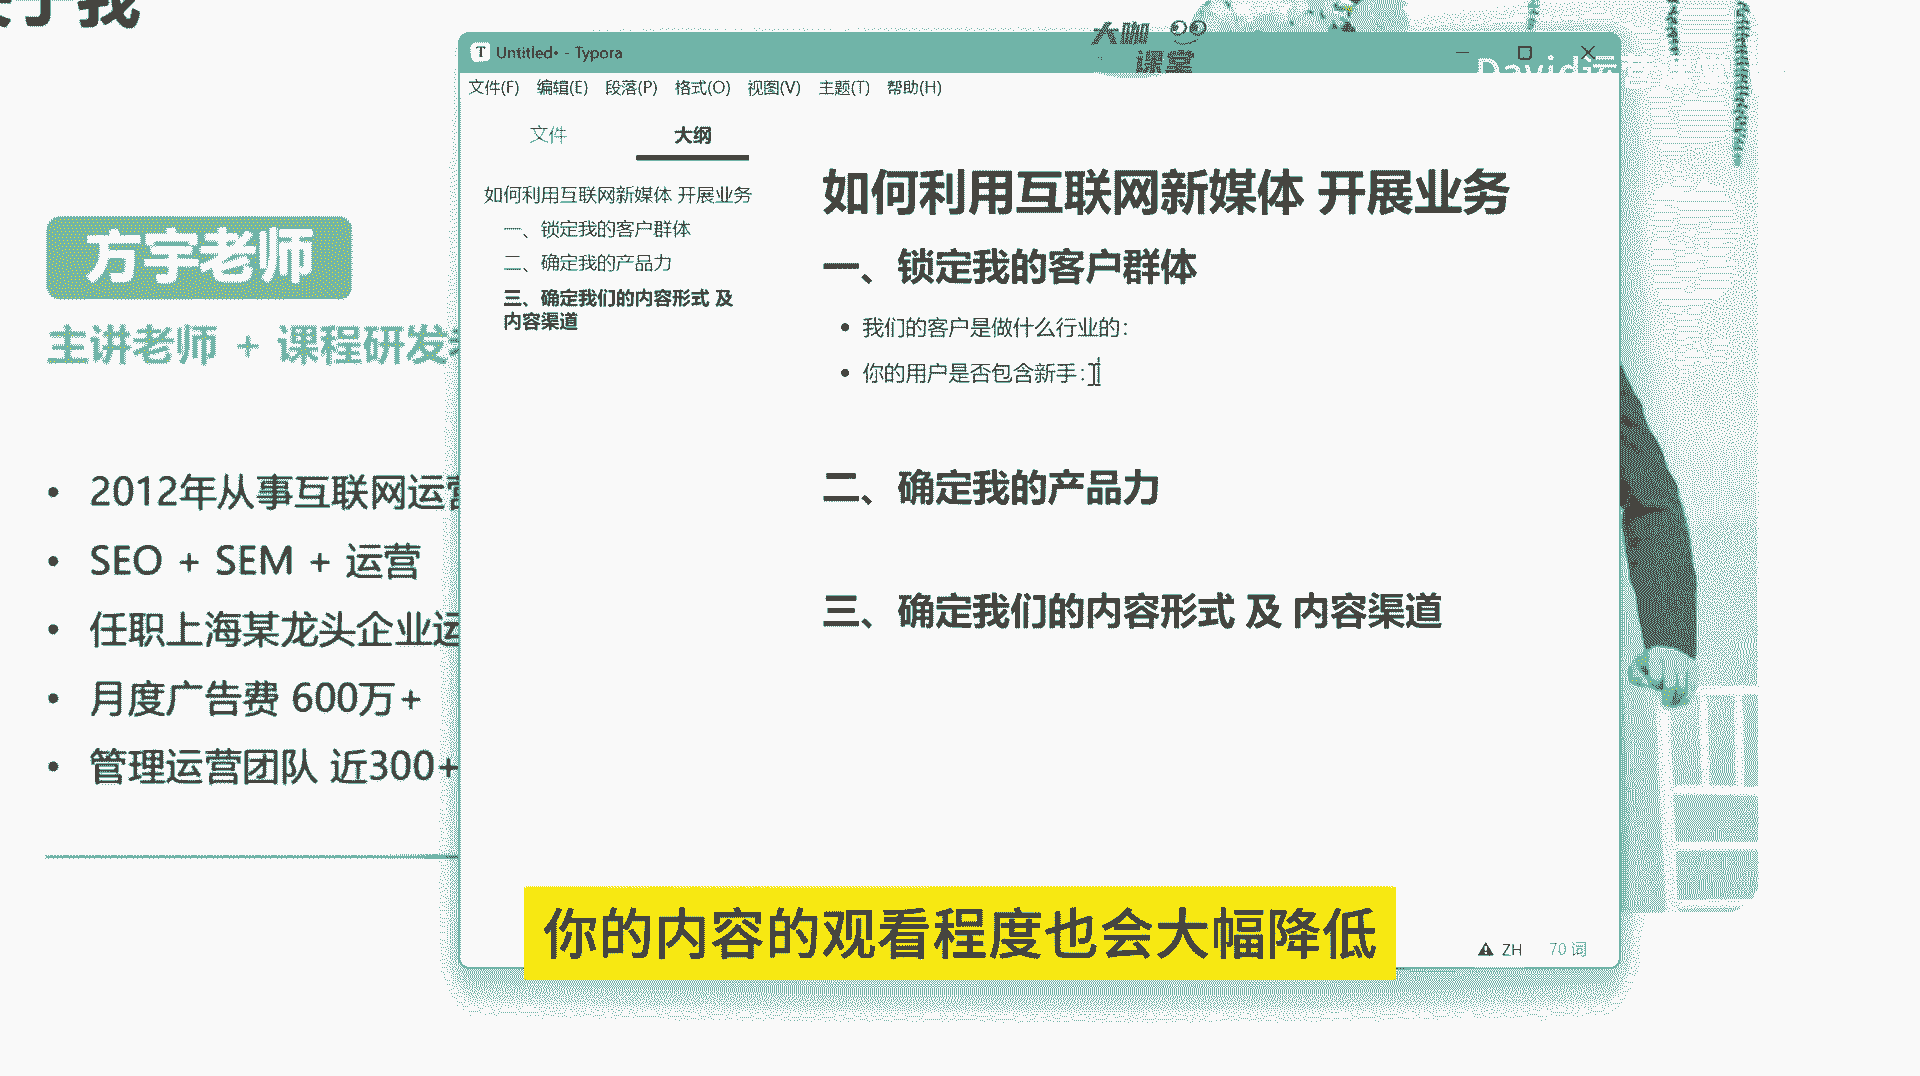 我
方宇老师
主讲老师 + 课程研发
2012年从事互联网运营
SEO + SEM + 运营
任职上海某龙头企业运
月度广告费 600万+
管理运营团队 近300+
大咖
课堂
David运
Untitled• - Typora
文件(F) 编辑(E) 段落(P) 格式(O) 视图(V) 主题(T) 帮助(H)
文件 大纲
如何利用互联网新媒体 开展业务
一、锁定我的客户群体
二、确定我的产品力
三、确定我们的内容形式 及
内容渠道
如何利用互联网新媒体 开展业务
一、锁定我的客户群体
我们的客户是做什么行业的：
你的用户是否包含新手：
二、确定我的产品力
三、确定我们的内容形式 及 内容渠道
ZH 70 词
你的内容的观看程度也会大幅降低